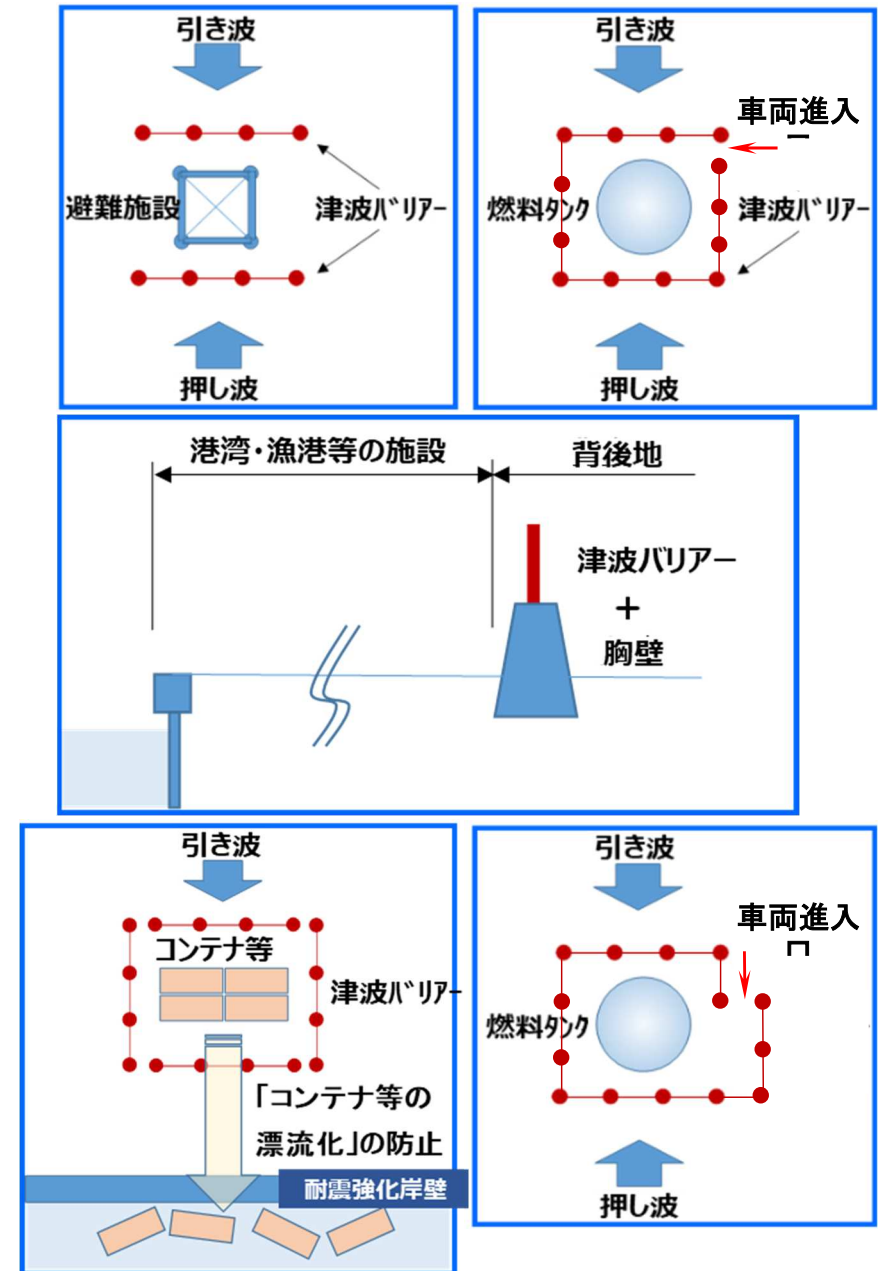 引き波
避難施設
津波バリアー
押し波
引き波
車両進入
燃料タンク
津波バリアー
押し波
港湾・漁港等の施設
背後地
津波バリアー
＋
胸壁
引き波
コンテナ等
津波バリアー
「コンテナ等の
漂流化」の防止
耐震強化岸壁
引き波
車両進入
燃料タンク
押し波